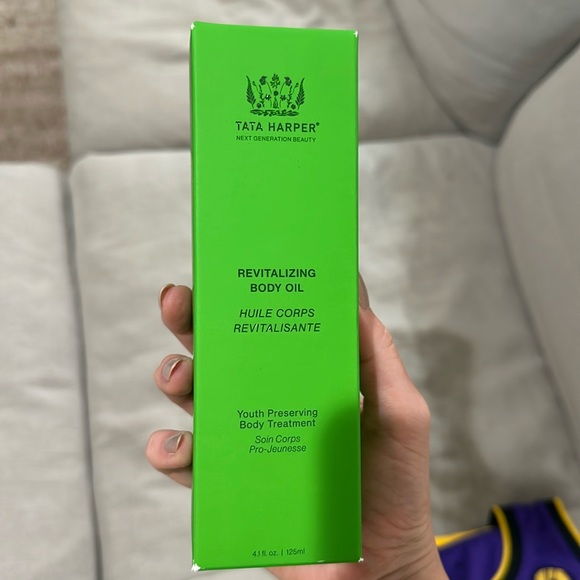 TATA HARPER®
NEXT GENERATION BEAUTY
REVITALIZING
BODY OIL
HUILE CORPS
REVITALISANTE
Youth Preserving
Body Treatment
Soin Corps
Pro-Jeunesse
4.1 fl. oz. | 125ml